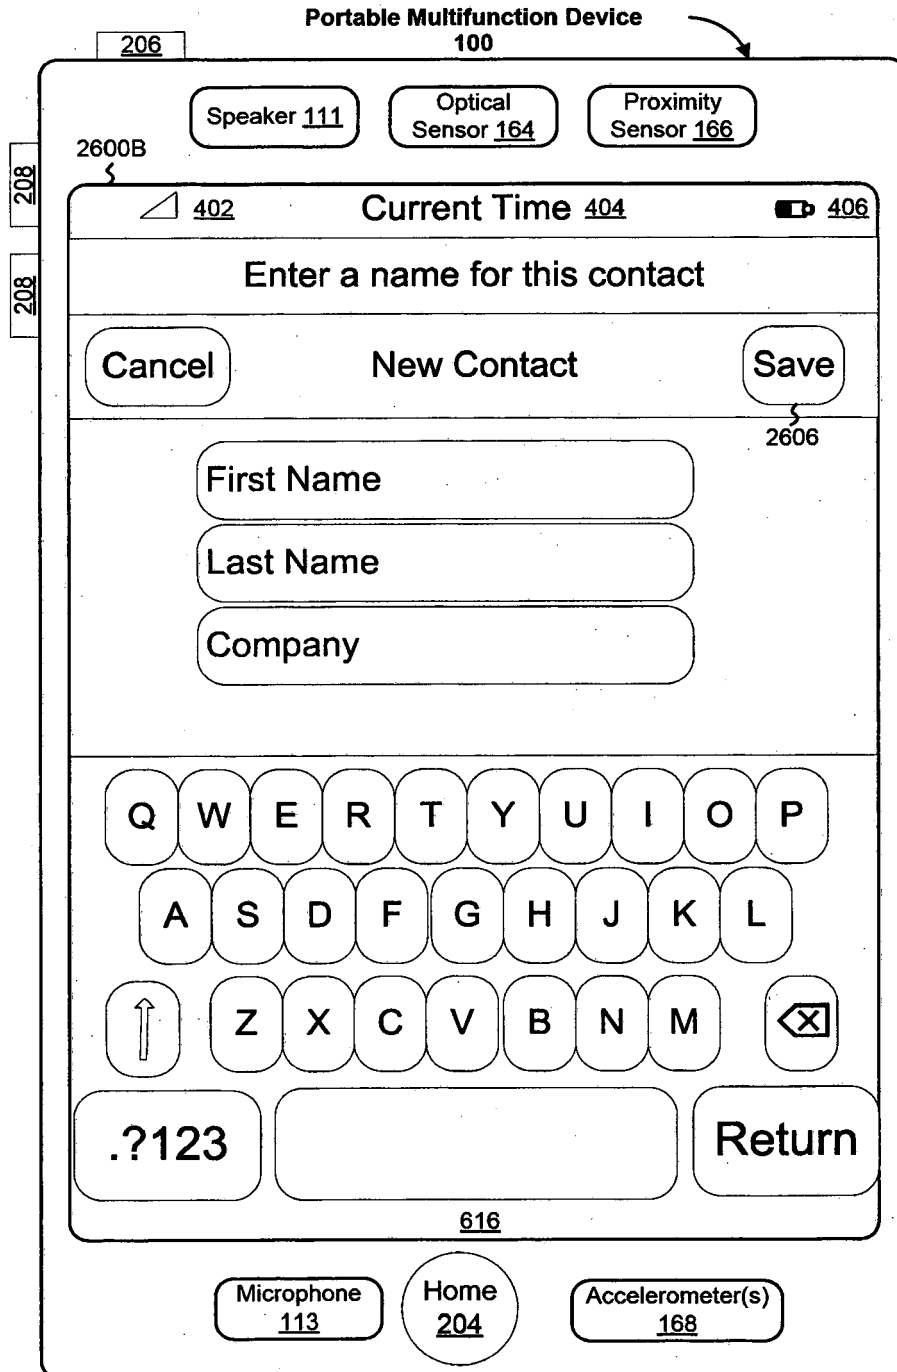 Portable Multifunction Device
100
206
Speaker 111
Optical
Sensor 164
Proximity
Sensor 166
2600B
208
208
402
Current Time 404
406
Enter a name for this contact
Cancel
New Contact
Save
2606
First Name
Last Name
Company
Q W E R T Y U I O P
A S D F G H J K L
Z X C V B N M
.?123
Return
616
Microphone
113
Home
204
Accelerometer(s)
168